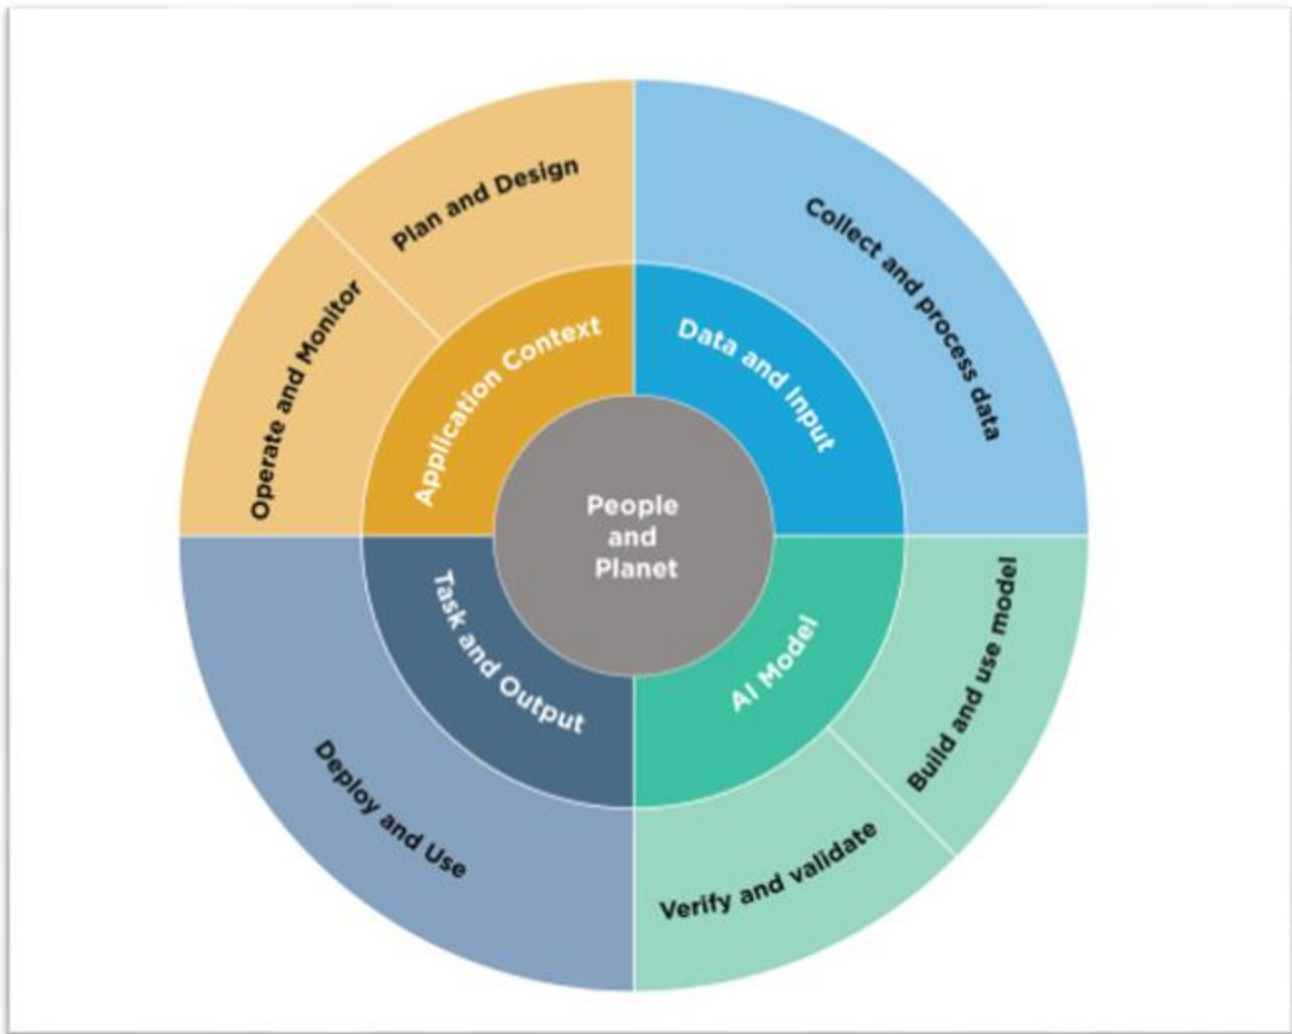 Plan and Design
Collect and process data
Operate and Monitor
Application Context
Data and Input
People
and
Planet
Task and Output
AI Model
Build and use model
Deploy and Use
Verify and validate